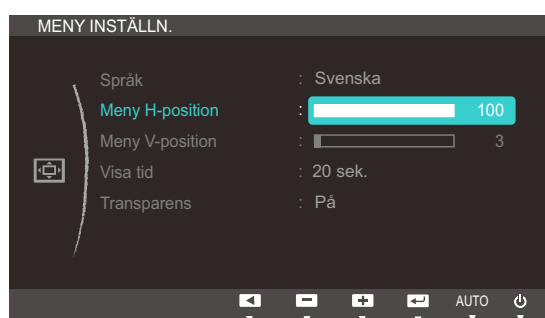 MENY INSTÄLLN.
Språk : Svenska
Meny H-position : 100
Meny V-position : 3
Visa tid : 20 sek.
Transparens : På
AUTO